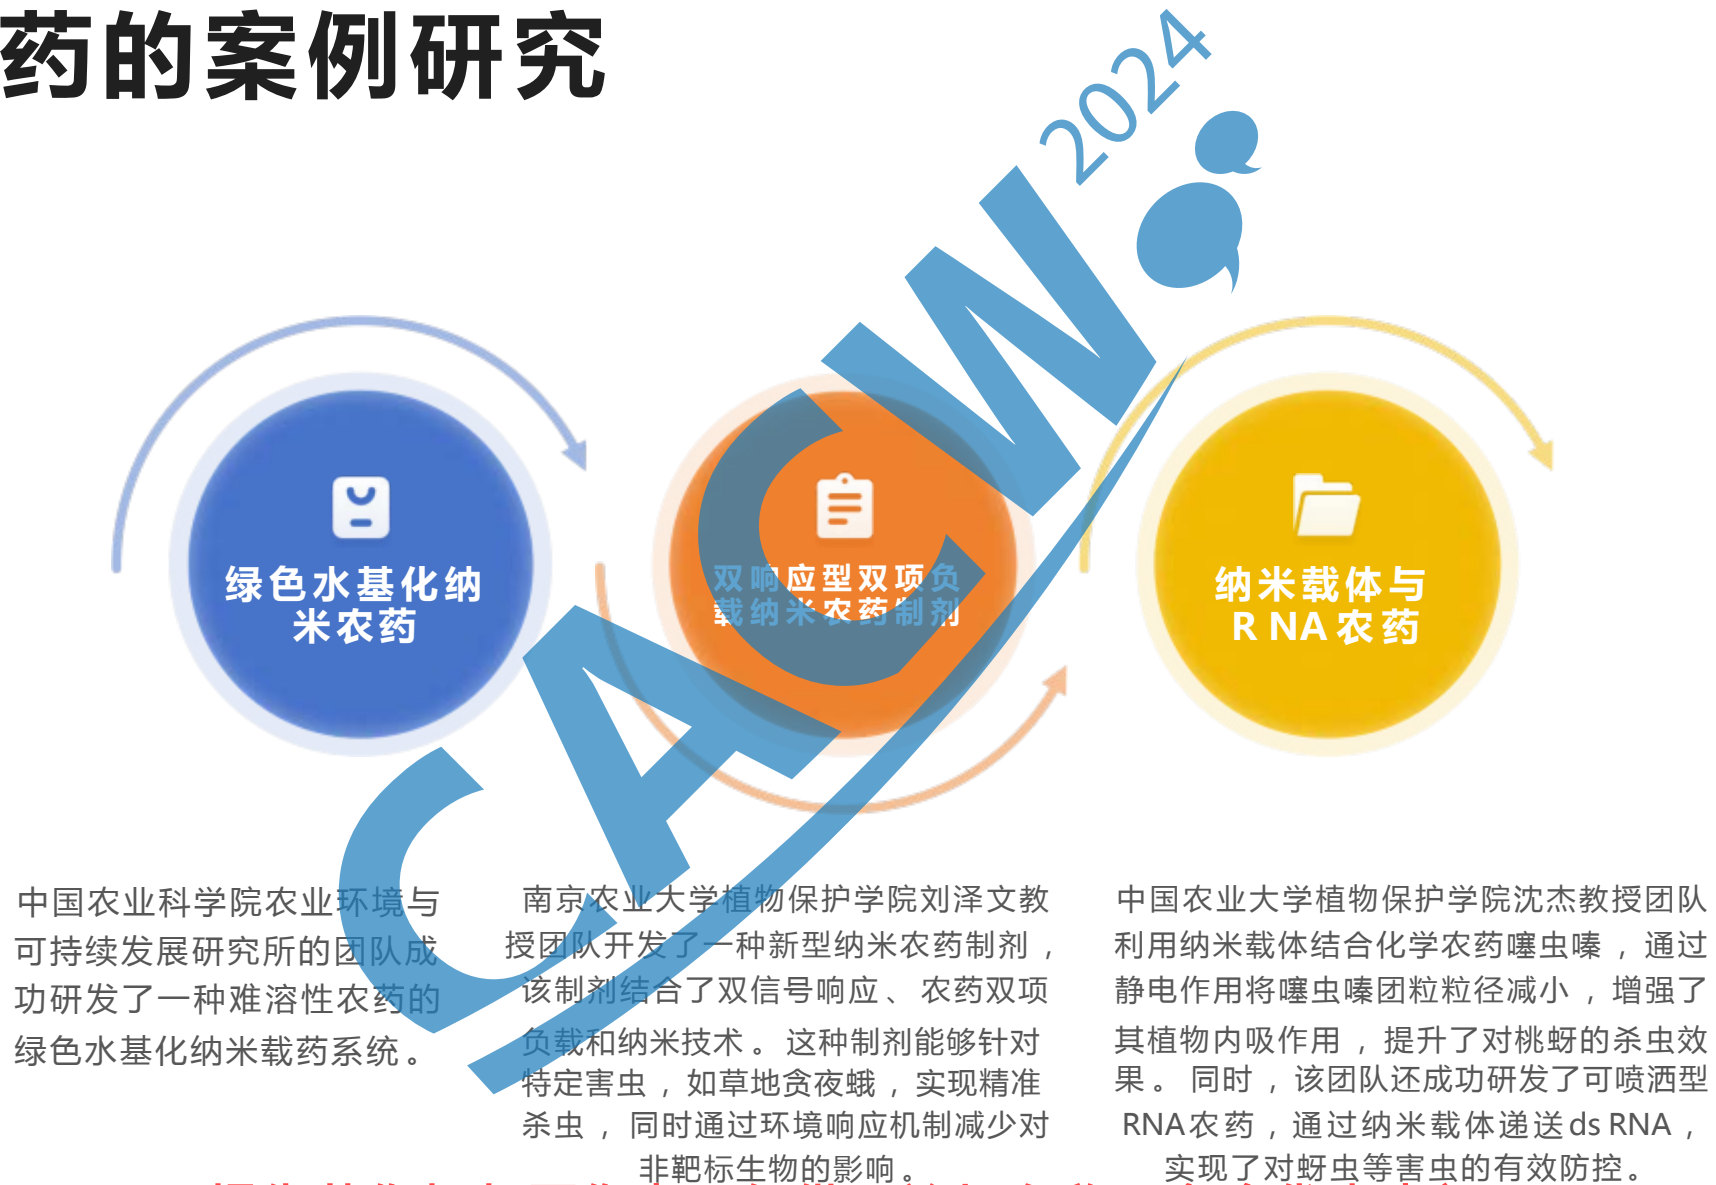 药的案例研究
CACW 2024
绿色水基化纳
米农药
双响应型双项负
载纳米农药制剂
纳米载体与
RNA农药
中国农业科学院农业环境与
可持续发展研究所的团队成
功研发了一种难溶性农药的
绿色水基化纳米载药系统。
南京农业大学植物保护学院刘泽文教
授团队开发了一种新型纳米农药制剂，
该制剂结合了双信号响应、农药双项
负载和纳米技术。这种制剂能够针对
特定害虫，如草地贪夜蛾，实现精准
杀虫，同时通过环境响应机制减少对
非靶标生物的影响。
中国农业大学植物保护学院沈杰教授团队
利用纳米载体结合化学农药噻虫嗪，通过
静电作用将噻虫嗪团粒粒径减小，增强了
其植物内吸作用，提升了对桃蚜的杀虫效
果。同时，该团队还成功研发了可喷洒型
RNA农药，通过纳米载体递送ds RNA，
实现了对蚜虫等害虫的有效防控。